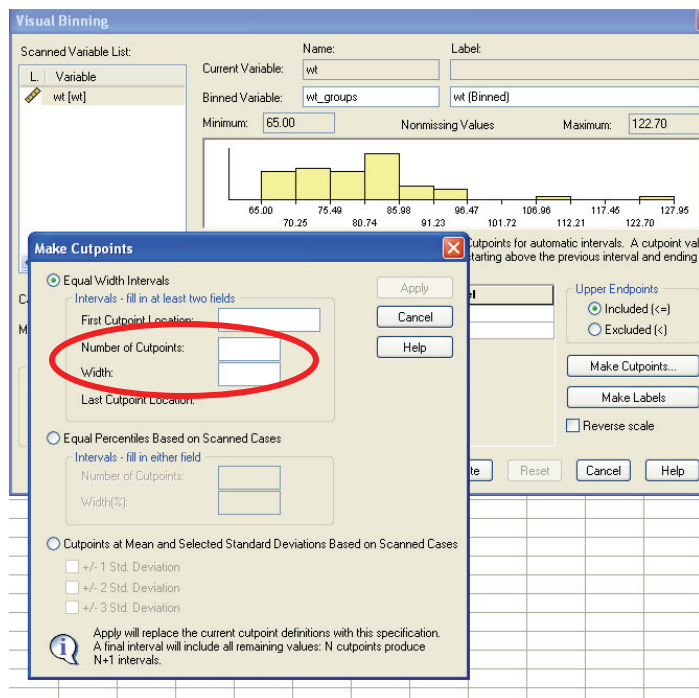 Visual Binning
Scanned Variable List:
L. Variable
wt [wt]
Name:
Label:
Current Variable:
wt
Binned Variable:
wt_groups
wt (Binned)
Minimum:
65.00
Nonmissing Values
Maximum:
122.70
65.00 75.49 85.98 96.47 106.96 117.45 127.95
70.25 80.74 91.23 101.72 112.21 122.70
Cutpoints for automatic intervals. A cutpoint val
starting above the previous interval and ending
Upper Endpoints
Included (<=)
Excluded (<)
Make Cutpoints...
Make Labels
Reverse scale
Reset
Cancel
Help
Make Cutpoints
Equal Width Intervals
Intervals - fill in at least two fields
First Cutpoint Location:
Number of Cutpoints:
Width:
Last Cutpoint Location:
Apply
Cancel
Help
Equal Percentiles Based on Scanned Cases
Intervals - fill in either field
Number of Cutpoints:
Width(%):
Cutpoints at Mean and Selected Standard Deviations Based on Scanned Cases
+/- 1 Std. Deviation
+/- 2 Std. Deviation
+/- 3 Std. Deviation
Apply will replace the current cutpoint definitions with this specification.
A final interval will include all remaining values: N cutpoints produce
N+1 intervals.